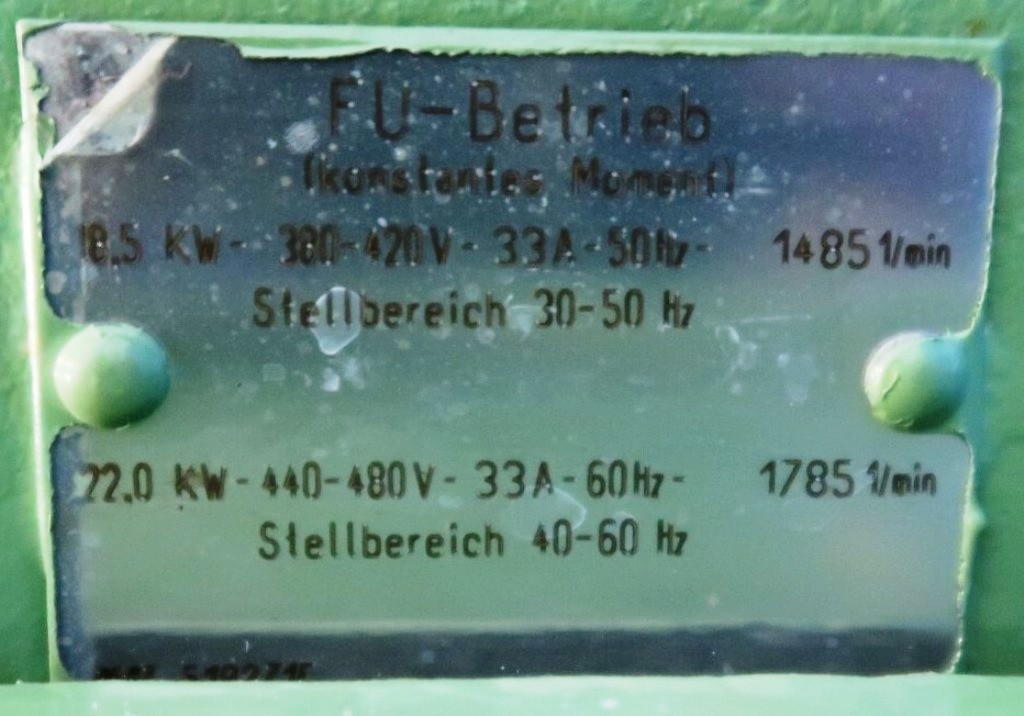 FU-Betrieb
(konstantes Moment)
18.5 KW- 380-420V- 33A-50Hz- 1485 1/min
Stellbereich 30-50 Hz
22.0 KW- 440-480V- 33A-60Hz- 1785 1/min
Stellbereich 40-60 Hz